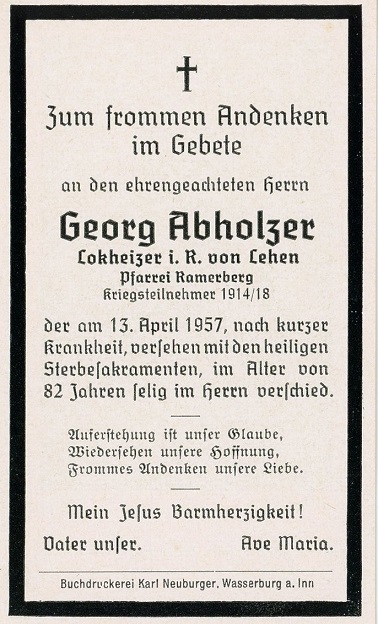 Zum frommen Andenken
im Gebete
an den ehrengeachteten Herrn
Georg Abholzer
Lokheizer i. R. von Lehen
Pfarrei Ramerberg
Kriegsteilnehmer 1914/18
der am 13. April 1957, nach kurzer
Krankheit, versehen mit den heiligen
Sterbesakramenten, im Alter von
82 Jahren selig im Herrn verschied.
Auferstehung ist unser Glaube,
Wiedersehen unsere Hoffnung,
Frommes Andenken unsere Liebe.
Mein Jesus Barmherzigkeit!
Vater unser. Ave Maria.
Buchdruckerei Karl Neuburger, Wasserburg a. Inn